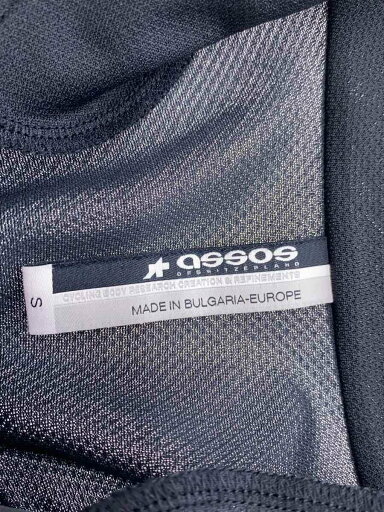 assos
OF SWITZERLAND
CYCLING BODY RESEARCH CREATION & REFINEMENTS
MADE IN BULGARIA-EUROPE
S